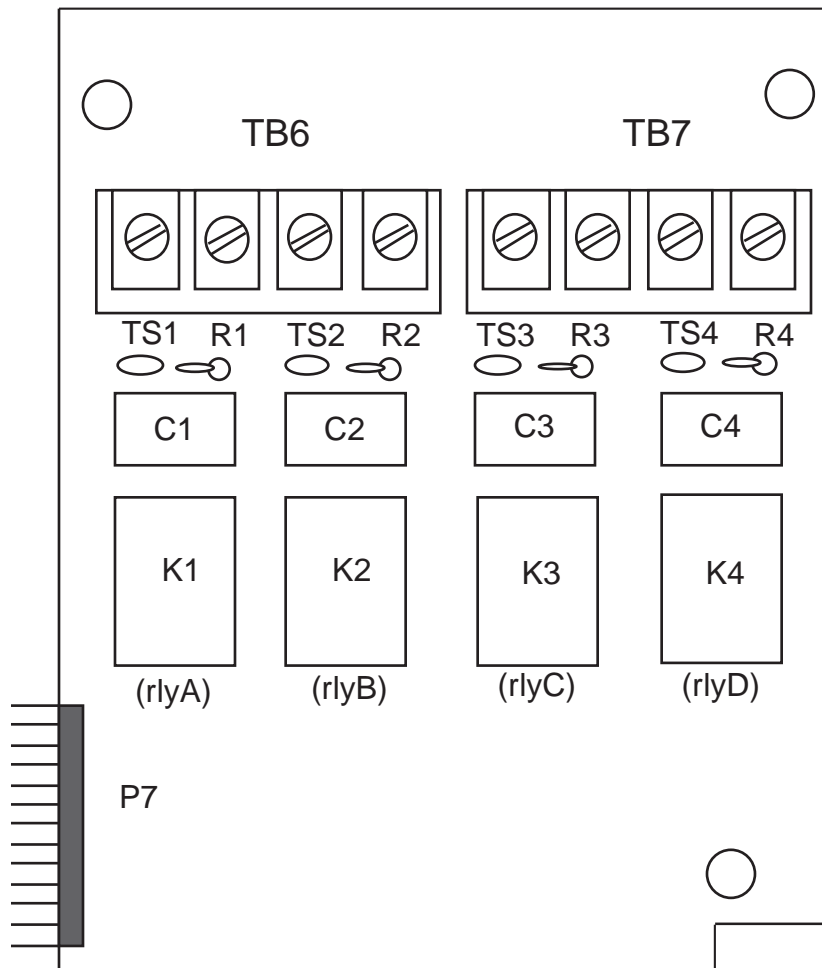 TB6 TB7
TS1 R1 TS2 R2 TS3 R3 TS4 R4
C1 C2 C3 C4
K1 K2 K3 K4
(rlyA) (rlyB) (rlyC) (rlyD)
P7